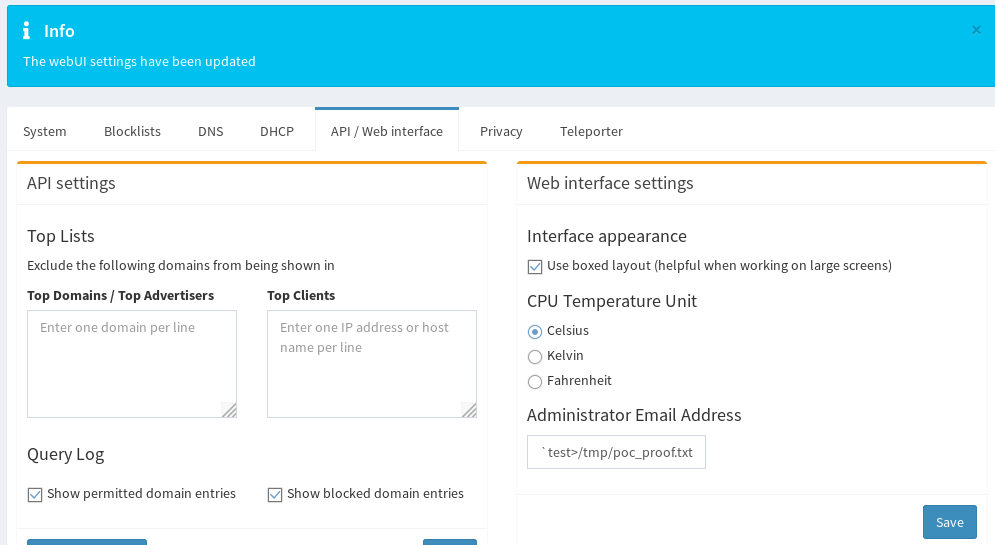 Info
×
The webUI settings have been updated
System Blocklists DNS DHCP API / Web interface Privacy Teleporter
API settings
Top Lists
Exclude the following domains from being shown in
Top Domains / Top Advertisers
Enter one domain per line
Top Clients
Enter one IP address or host
name per line
Query Log
Show permitted domain entries
Show blocked domain entries
Web interface settings
Interface appearance
Use boxed layout (helpful when working on large screens)
CPU Temperature Unit
Celsius
Kelvin
Fahrenheit
Administrator Email Address
`test>/tmp/poc_proof.txt
Save